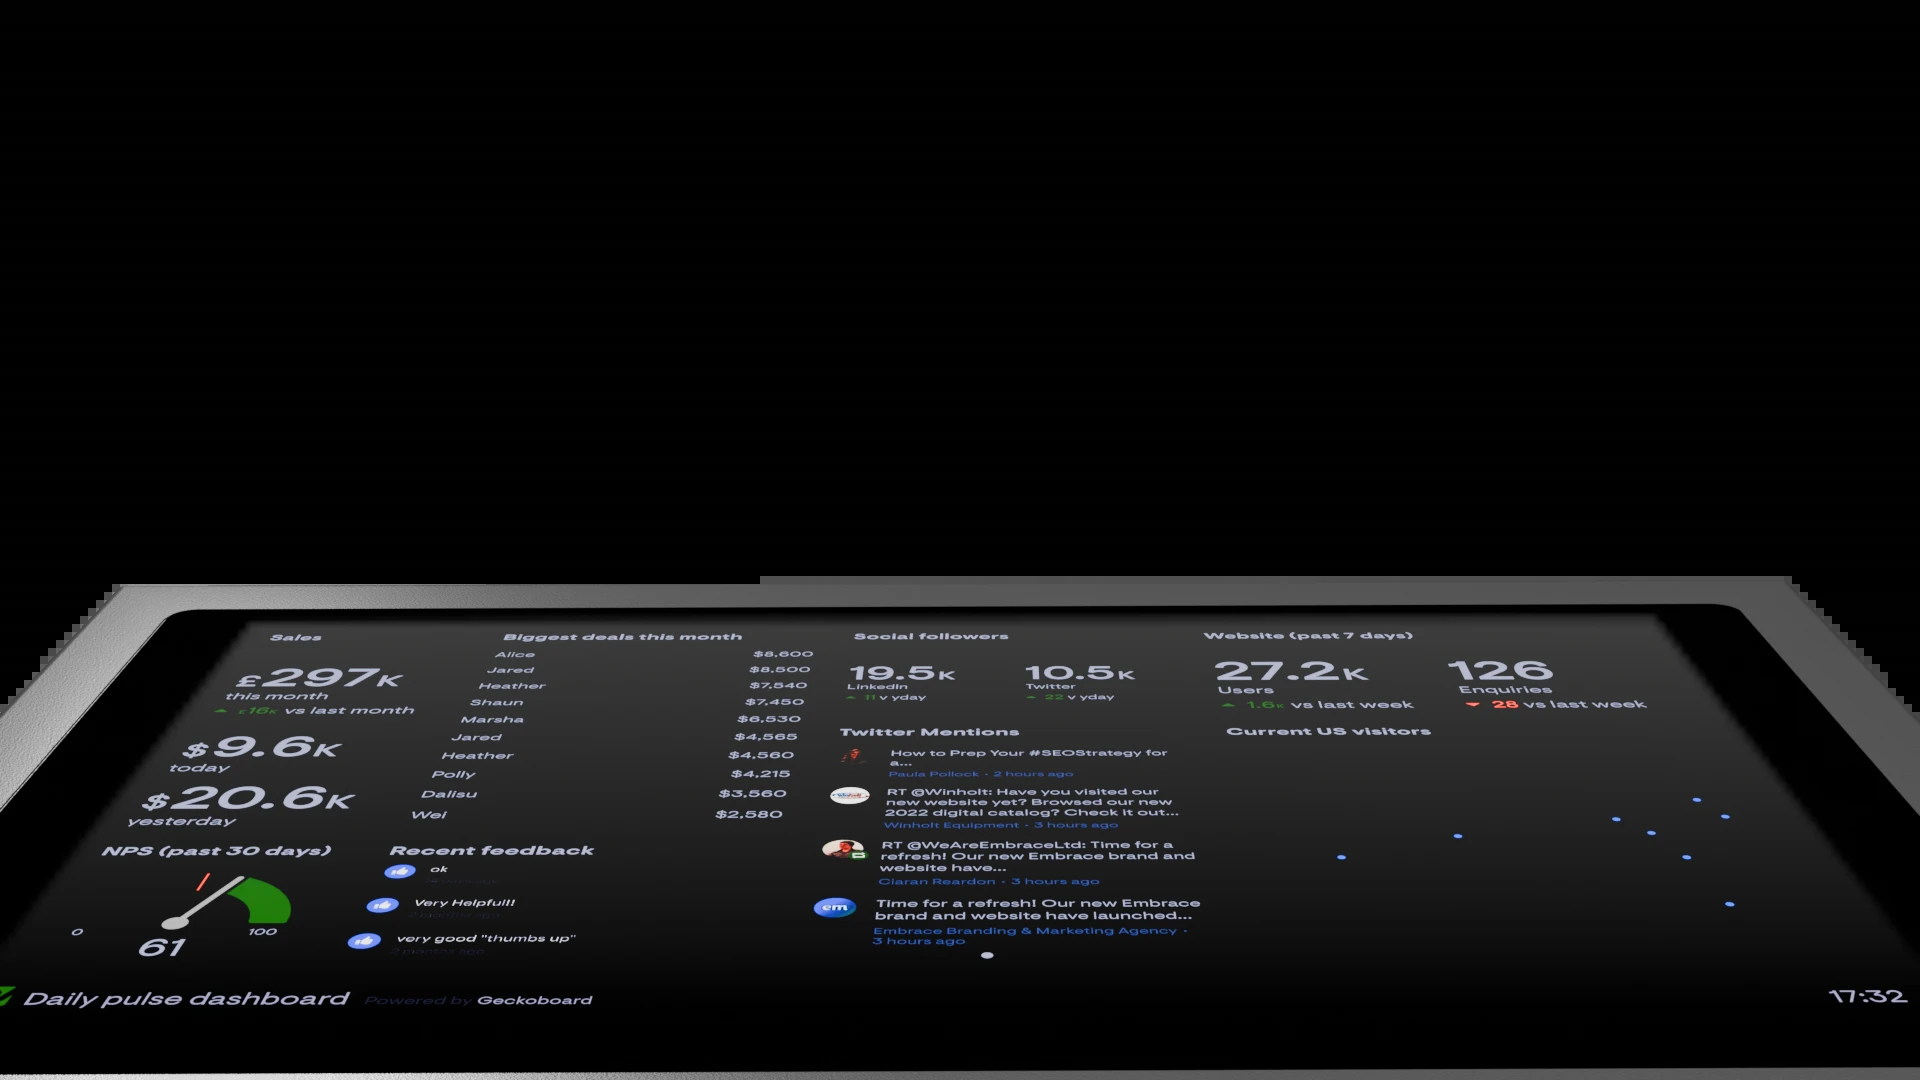 Sales
£297K
this month
£16K vs last month
$9.6K
today
$20.6K
yesterday
Biggest deals this month
Alice $8,600
Jared $8,500
Heather $7,540
Shaun $7,450
Marsha $6,530
Jared $4,565
Heather $4,560
Polly $4,215
Dalisu $3,560
Wei $2,580
Social followers
19.5K
LinkedIn
11 v yday
10.5K
Twitter
22 v yday
Website (past 7 days)
27.2K
Users
1.6K vs last week
126
Enquiries
28 vs last week
Twitter Mentions
How to Prep Your #SEOStrategy for
a...
Paula Pollock · 2 hours ago
RT @Winholt: Have you visited our
new website yet? Browsed our new
2022 digital catalog? Check it out...
Winholt Equipment · 3 hours ago
RT @WeAreEmbraceLtd: Time for a
refresh! Our new Embrace brand and
website have...
Ciaran Reardon · 3 hours ago
em
Time for a refresh! Our new Embrace
brand and website have launched...
Embrace Branding & Marketing Agency ·
3 hours ago
Current US visitors
NPS (past 30 days)
0
100
61
Recent feedback
ok
Very Helpful!!
2 months ago
very good "thumbs up"
2 months ago
Daily pulse dashboard
Powered by Geckoboard
17:32